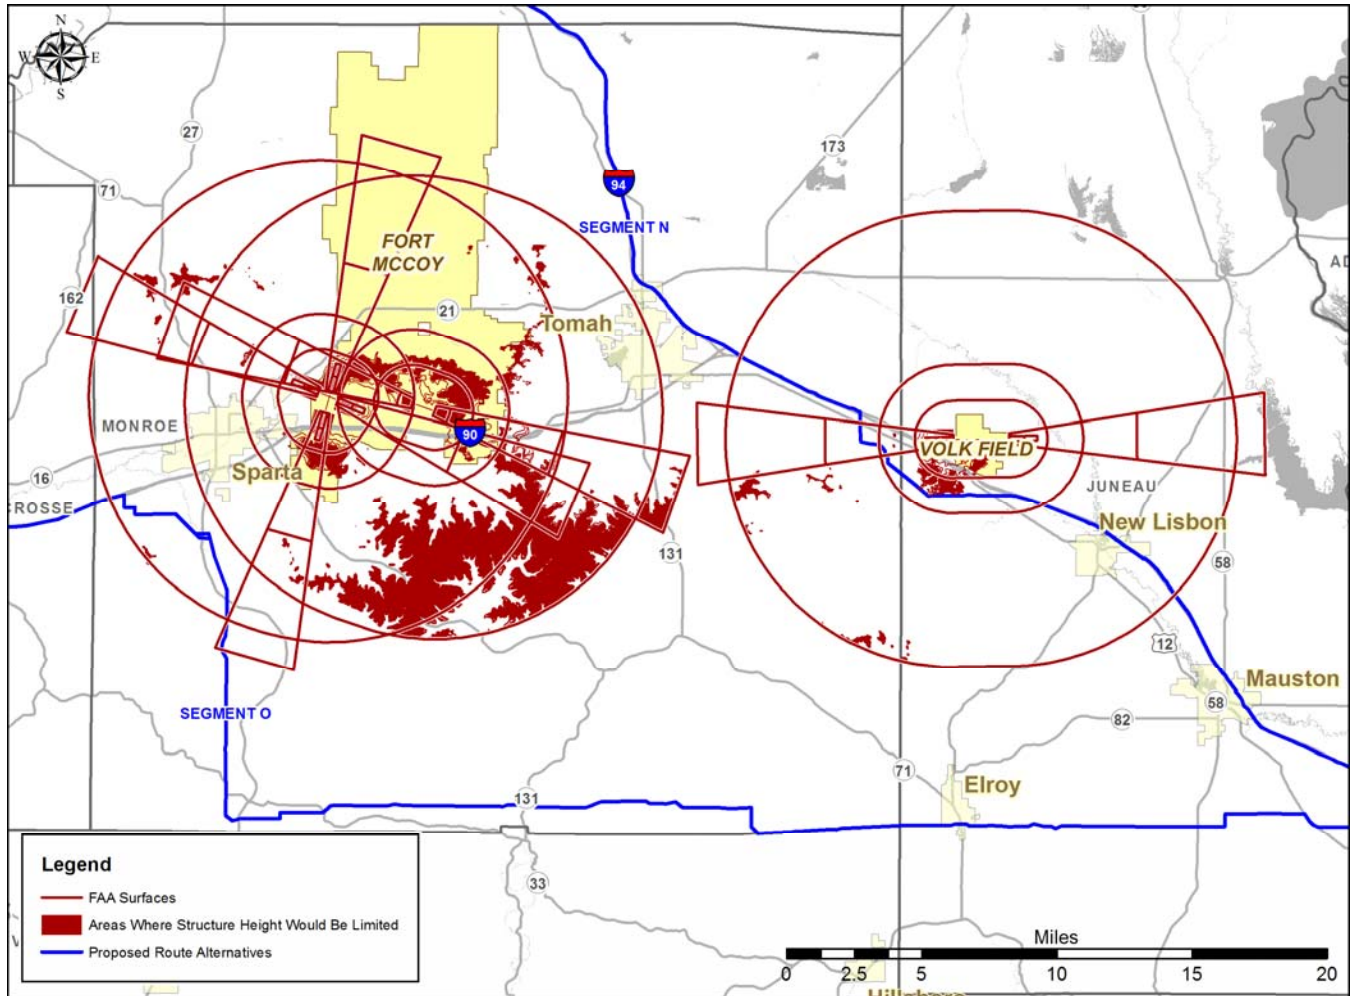 N
W
E
S
27
173
71
94
SEGMENT N
FORT
MCCOY
162
21
Tomah
MONROE
90
VOLK FIELD
Sparta
16
JUNEAU
CROSSE
New Lisbon
131
58
12
Mauston
58
SEGMENT O
82
71
Elroy
131
Legend
FAA Surfaces
Areas Where Structure Height Would Be Limited
Proposed Route Alternatives
33
Miles
0
2.5
5
10
15
20